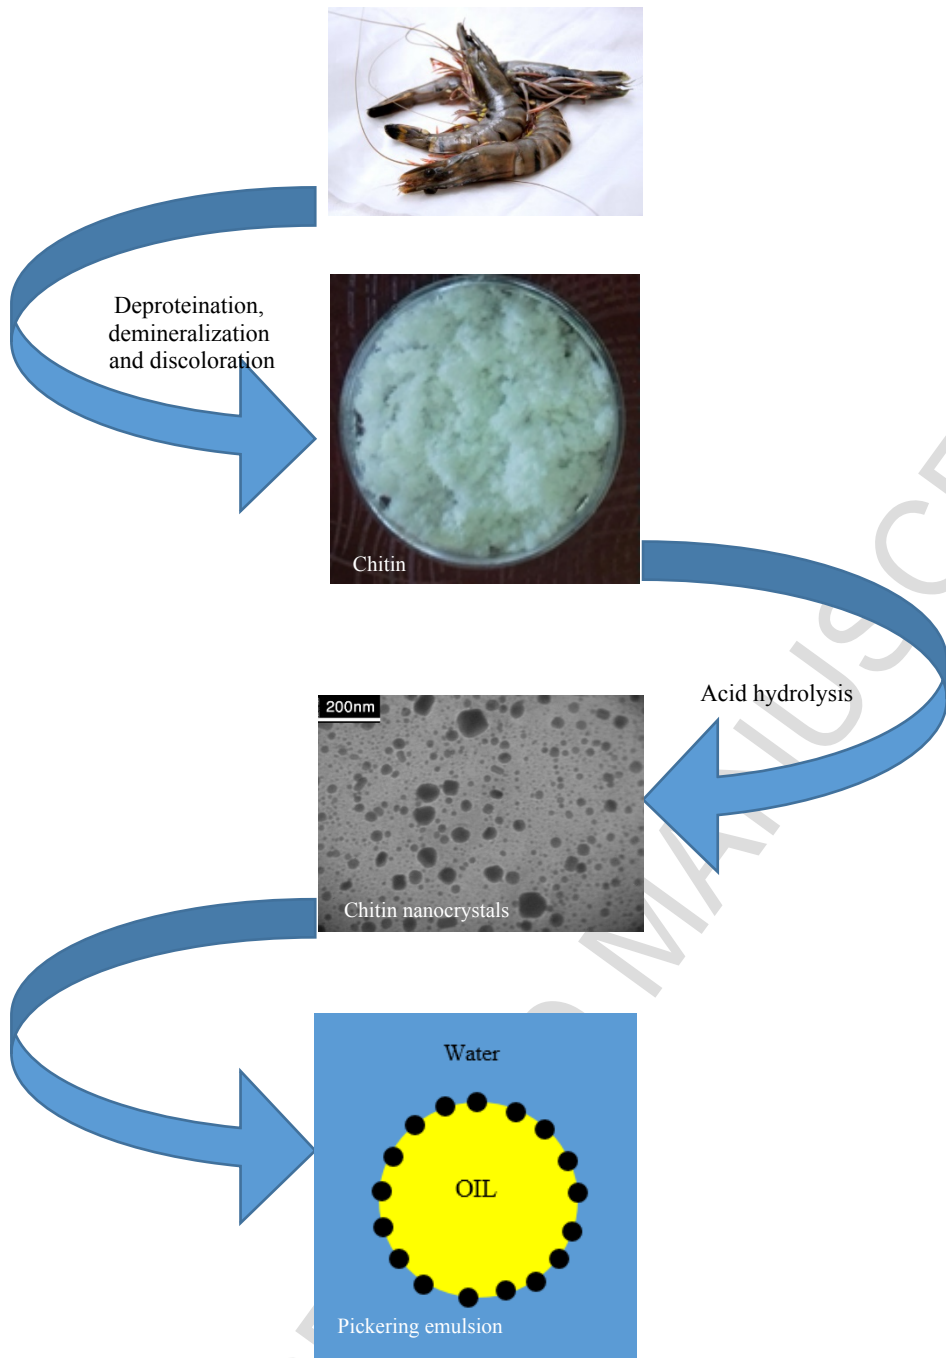 Deproteination,
demineralization
and discoloration
Chitin
Acid hydrolysis
200nm
Chitin nanocrystals
Water
OIL
Pickering emulsion